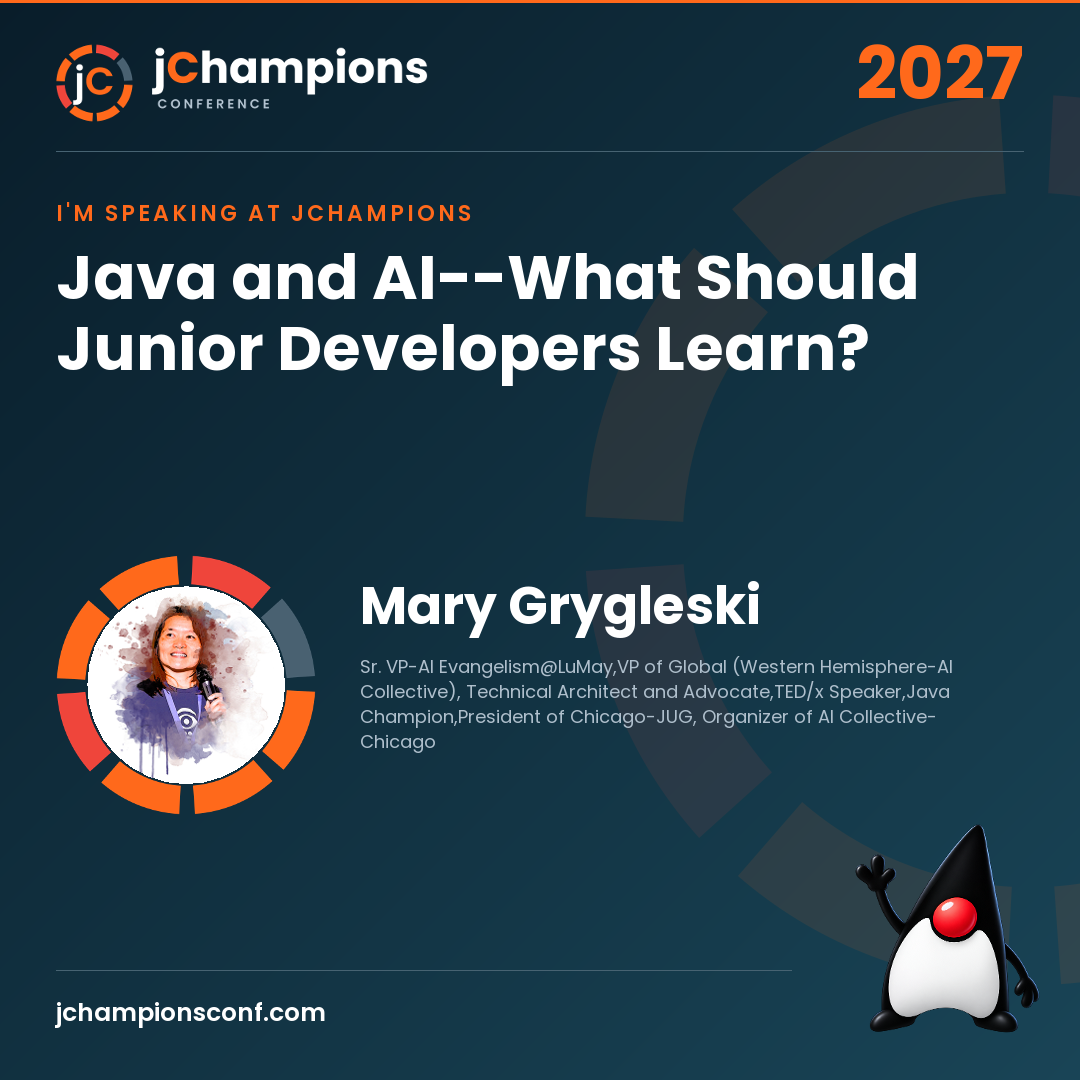 jC
jChampions
CONFERENCE
2027
I'M SPEAKING AT JCHAMPIONS
Java and AI--What Should
Junior Developers Learn?
Mary Grygleski
Sr. VP-AI Evangelism@LuMay,VP of Global (Western Hemisphere-AI
Collective), Technical Architect and Advocate,TED/x Speaker,Java
Champion,President of Chicago-JUG, Organizer of AI Collective-
Chicago
jchampionsconf.com